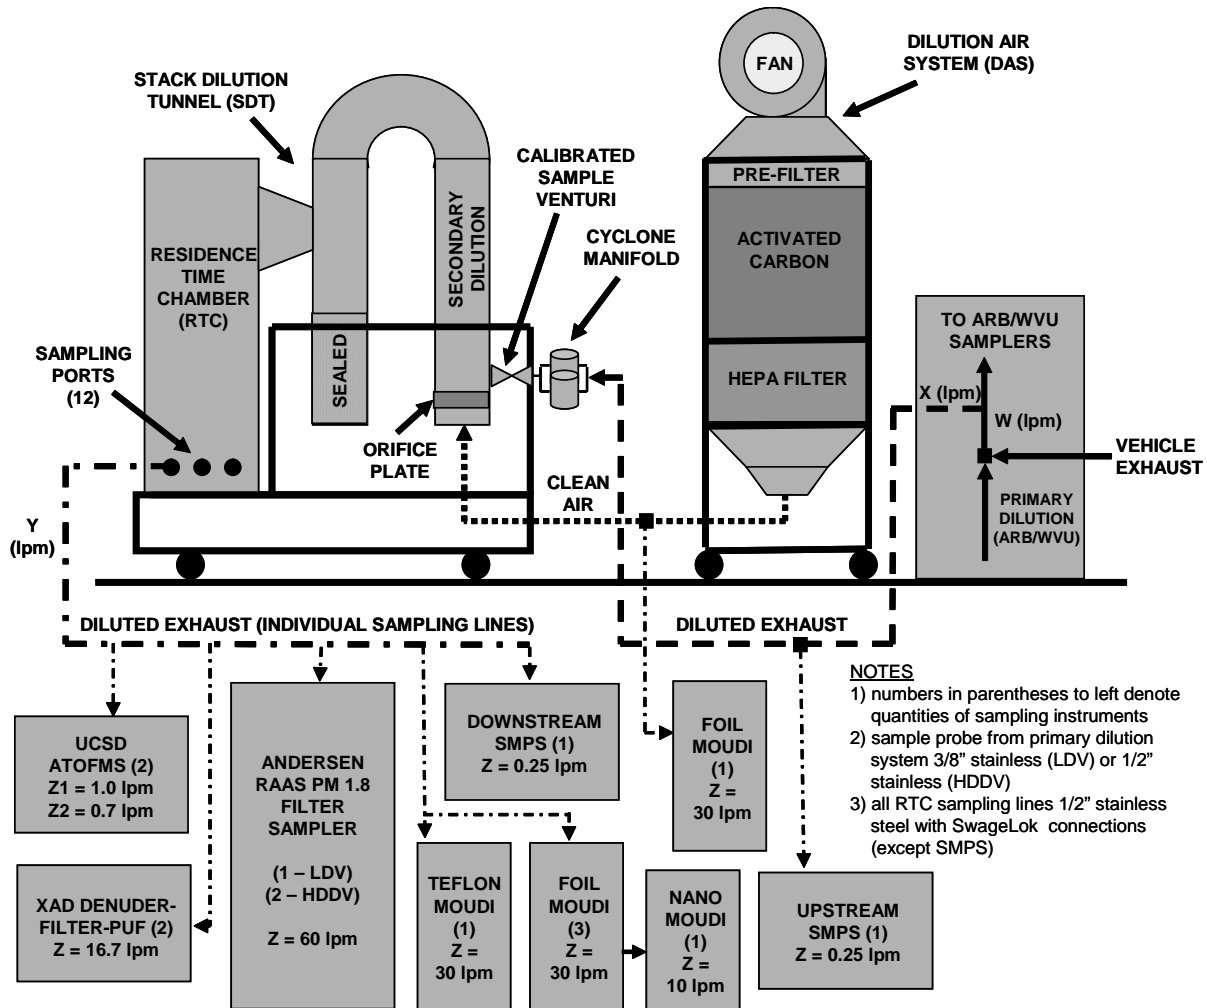 STACK DILUTION
TUNNEL (SDT)
FAN
DILUTION AIR
SYSTEM (DAS)
CALIBRATED
SAMPLE
VENTURI
PRE-FILTER
CYCLONE
MANIFOLD
ACTIVATED
CARBON
RESIDENCE
TIME
CHAMBER
(RTC)
SECONDARY
DILUTION
SEALED
SAMPLING
PORTS
(12)
HEPA FILTER
TO ARB/WVU
SAMPLERS
X (lpm)
W (lpm)
VEHICLE
EXHAUST
PRIMARY
DILUTION
(ARB/WVU)
ORIFICE
PLATE
CLEAN
AIR
Y
(lpm)
DILUTED EXHAUST (INDIVIDUAL SAMPLING LINES)
DILUTED EXHAUST
UCSD
ATOFMS (2)
Z1 = 1.0 lpm
Z2 = 0.7 lpm
XAD DENUDER-
FILTER-PUF (2)
Z = 16.7 lpm
ANDERSEN
RAAS PM 1.8
FILTER
SAMPLER
(1 – LDV)
(2 – HDDV)
Z = 60 lpm
DOWNSTREAM
SMPS (1)
Z = 0.25 lpm
TEFLON
MOUDI
(1)
Z =
30 lpm
FOIL
MOUDI
(3)
Z =
30 lpm
NANO
MOUDI
(1)
Z =
10 lpm
FOIL
MOUDI
(1)
Z =
30 lpm
UPSTREAM
SMPS (1)
Z = 0.25 lpm
NOTES
1) numbers in parentheses to left denote
quantities of sampling instruments
2) sample probe from primary dilution
system 3/8" stainless (LDV) or 1/2"
stainless (HDDV)
3) all RTC sampling lines 1/2" stainless
steel with SwageLok connections
(except SMPS)